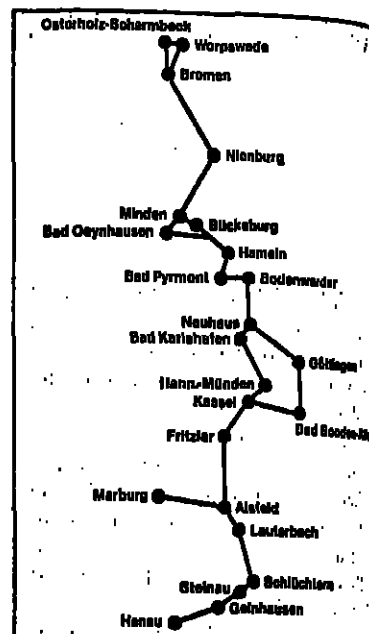 Osterholz-Scharmbeck
Worpswede
Bremen
Nienburg
Minden
Bückeburg
Bad Oeynhausen
Hameln
Bad Pyrmont
Bodenwerder
Neuhaus
Bad Karlshafen
Göttingen
Hann.-Münden
Kassel
Bad Sooden-
Fritzlar
Marburg
Alsfeld
Lauterbach
Schlüchtern
Steinau
Gelnhausen
Hanau